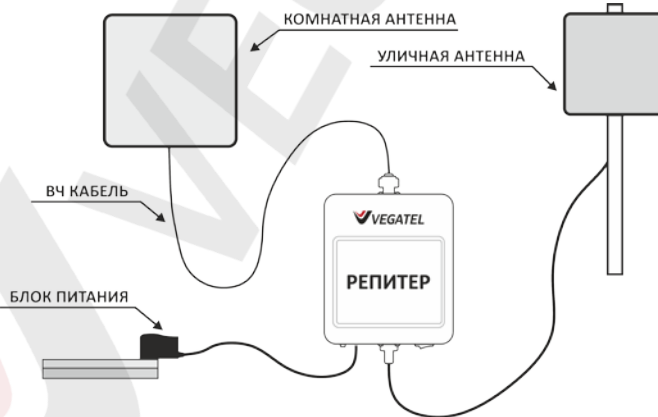 КОМНАТНАЯ АНТЕННА
УЛИЧНАЯ АНТЕННА
ВЧ КАБЕЛЬ
VEGATEL
РЕПИТЕР
БЛОК ПИТАНИЯ